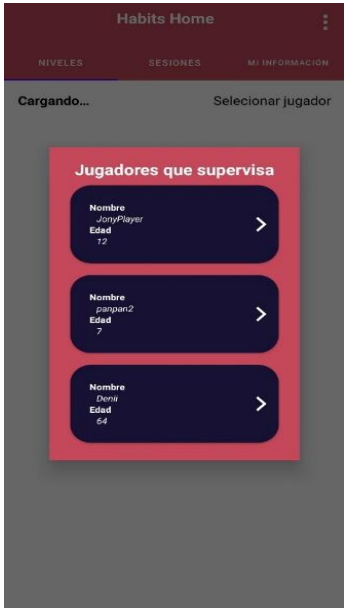 Habits Home
NIVELES SESIONES MI INFORMACIÓN
Cargando... Selecionar jugador
Jugadores que supervisa
Nombre
JonyPlayer
Edad
12
Nombre
panpan2
Edad
7
Nombre
Denii
Edad
64